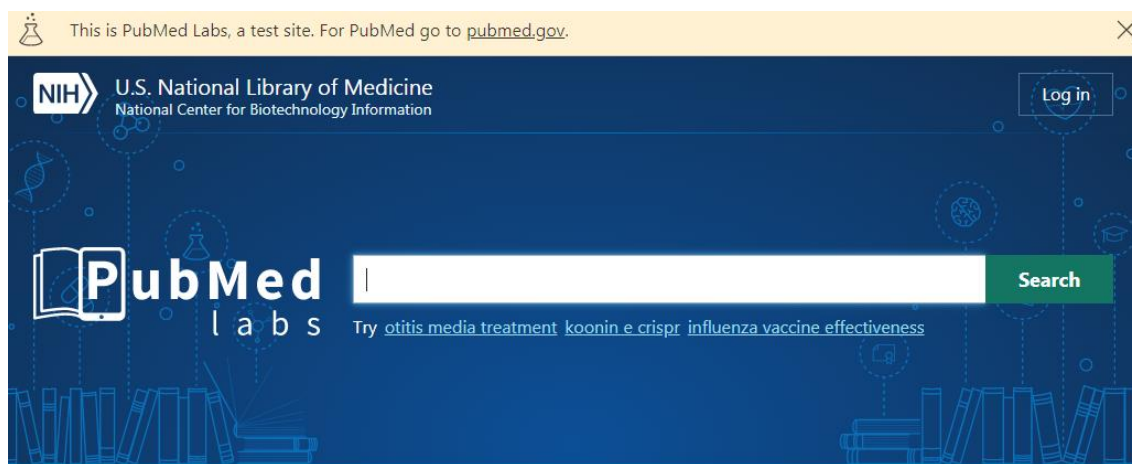 This is PubMed Labs, a test site. For PubMed go to pubmed.gov.
NIH
U.S. National Library of Medicine
National Center for Biotechnology Information
Log in
PubMed
labs
Search
Try otitis media treatment koonin e crispr influenza vaccine effectiveness